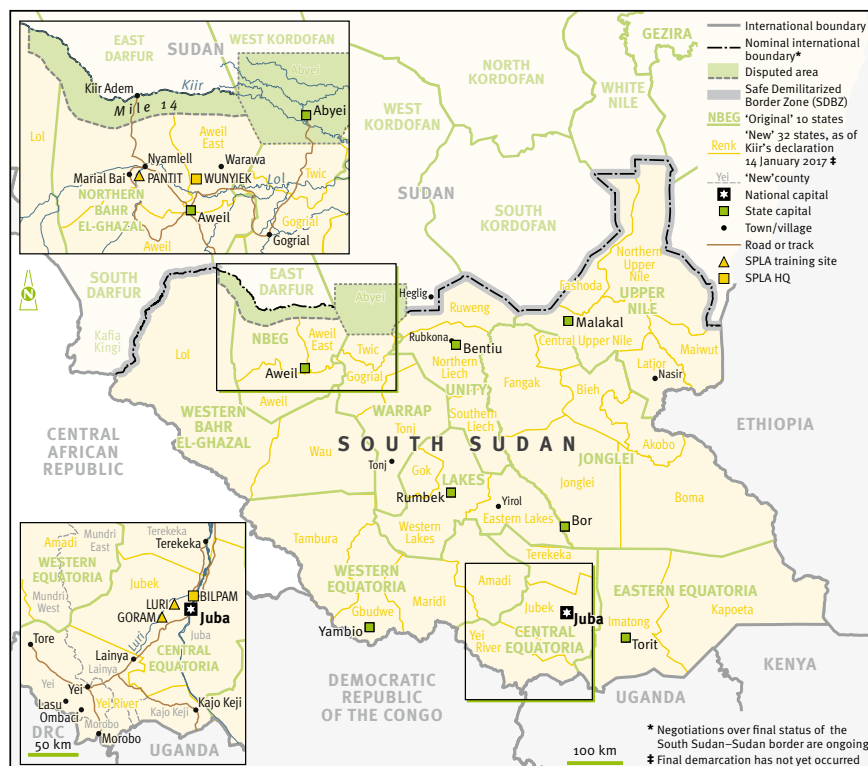 International boundary
Nominal international
boundary*
Disputed area
Safe Demilitarized
Border Zone (SDBZ)
NBEG 'Original' 10 states
Renk
'New' 32 states, as of
Kiir's declaration
14 January 2017 ‡
Yei 'New' county
National capital
State capital
Town/village
Road or track
SPLA training site
SPLA HQ
EAST
DARFUR
SUDAN
WEST KORDOFAN
Kiir Adem
Kiir
Mile 14
Abyei
Abyei
Lol
Aweil
East
Nyamlell
Warawa
Marial Bai
PANTIT
WUNYIEK
Lol
Twic
NORTHERN
BAHR
EL-GHAZAL
Aweil
Gogrial
Aweil
Gogrial
GEZIRA
NORTH
KORDOFAN
WHITE
NILE
WEST
KORDOFAN
SUDAN
SOUTH
KORDOFAN
N
SOUTH
DARFUR
EAST
DARFUR
Abyei
Heglig
Kafia
Kingi
Northern
Upper
Nile
Fashoda
UPPER
NILE
Ruweng
Malakal
Lol
NBEG
Aweil
East
Rubkona
Bentiu
Central Upper Nile
Maiwut
Twic
Northern
Liech
Latjor
Nasir
Aweil
Gogrial
UNITY
Fangak
Bieh
Aweil
WARRAP
Southern
Liech
ETHIOPIA
WESTERN
BAHR
EL-GHAZAL
CENTRAL
AFRICAN
REPUBLIC
Tonj
SOUTH SUDAN
Akobo
Wau
Tonj
Gok
LAKES
JONGLEI
Rumbek
Yirol
Jonglei
Boma
Western
Lakes
Eastern Lakes
Bor
Tambura
Terekeka
WESTERN
EQUATORIA
Amadi
EASTERN EQUATORIA
Gbudwe
Maridi
Jubek
Juba
Kapoeta
Imatong
Yambio
Yei
River
CENTRAL
EQUATORIA
Torit
DEMOCRATIC
REPUBLIC
OF THE CONGO
UGANDA
KENYA
Mundri
East
Terekeka
Terekeka
Amadi
WESTERN
EQUATORIA
Jubek
Mundri
West
LURI
BILPAM
GORAM
Juba
Luri
Juba
Tore
Lainya
Lainya
CENTRAL
EQUATORIA
Yei
Yei
Lasu
Ombaci
Yei River
Kajo Keji
Kajo Keji
Morobo
Morobo
DRC
50 km
UGANDA
100 km
* Negotiations over final status of the
South Sudan–Sudan border are ongoing
‡ Final demarcation has not yet occurred